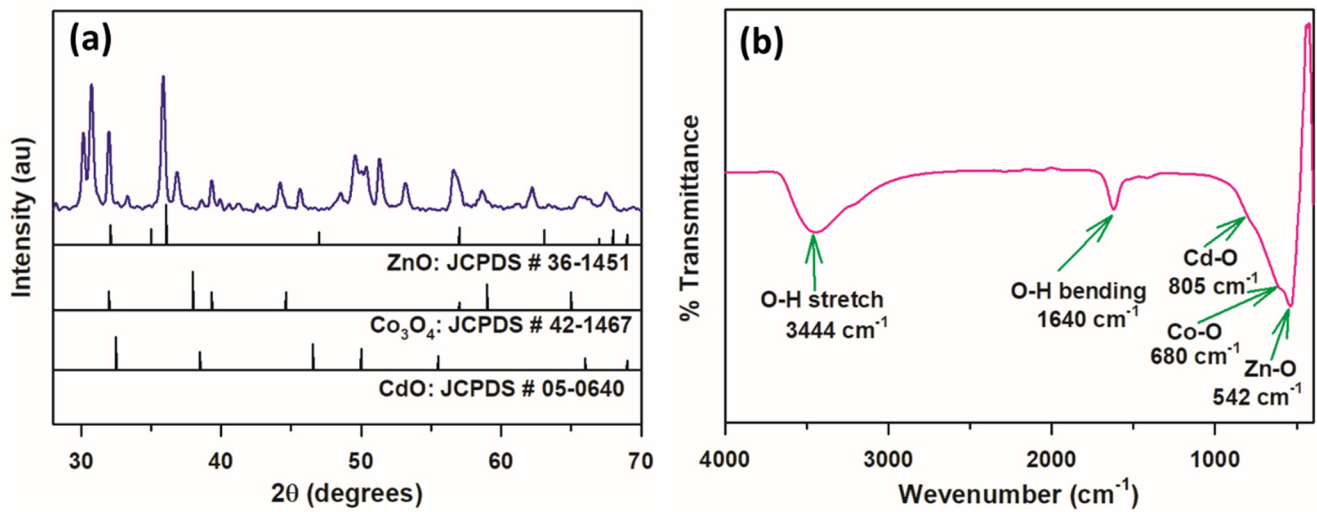 (a)
Intensity (au)
ZnO: JCPDS # 36-1451
Co₃O₄: JCPDS # 42-1467
CdO: JCPDS # 05-0640
30 40 50 60 70
2θ (degrees)
(b)
% Transmittance
O-H stretch
3444 cm⁻¹
O-H bending
1640 cm⁻¹
Cd-O
805 cm⁻¹
Co-O
680 cm⁻¹
Zn-O
542 cm⁻¹
4000 3000 2000 1000
Wevenumber (cm⁻¹)